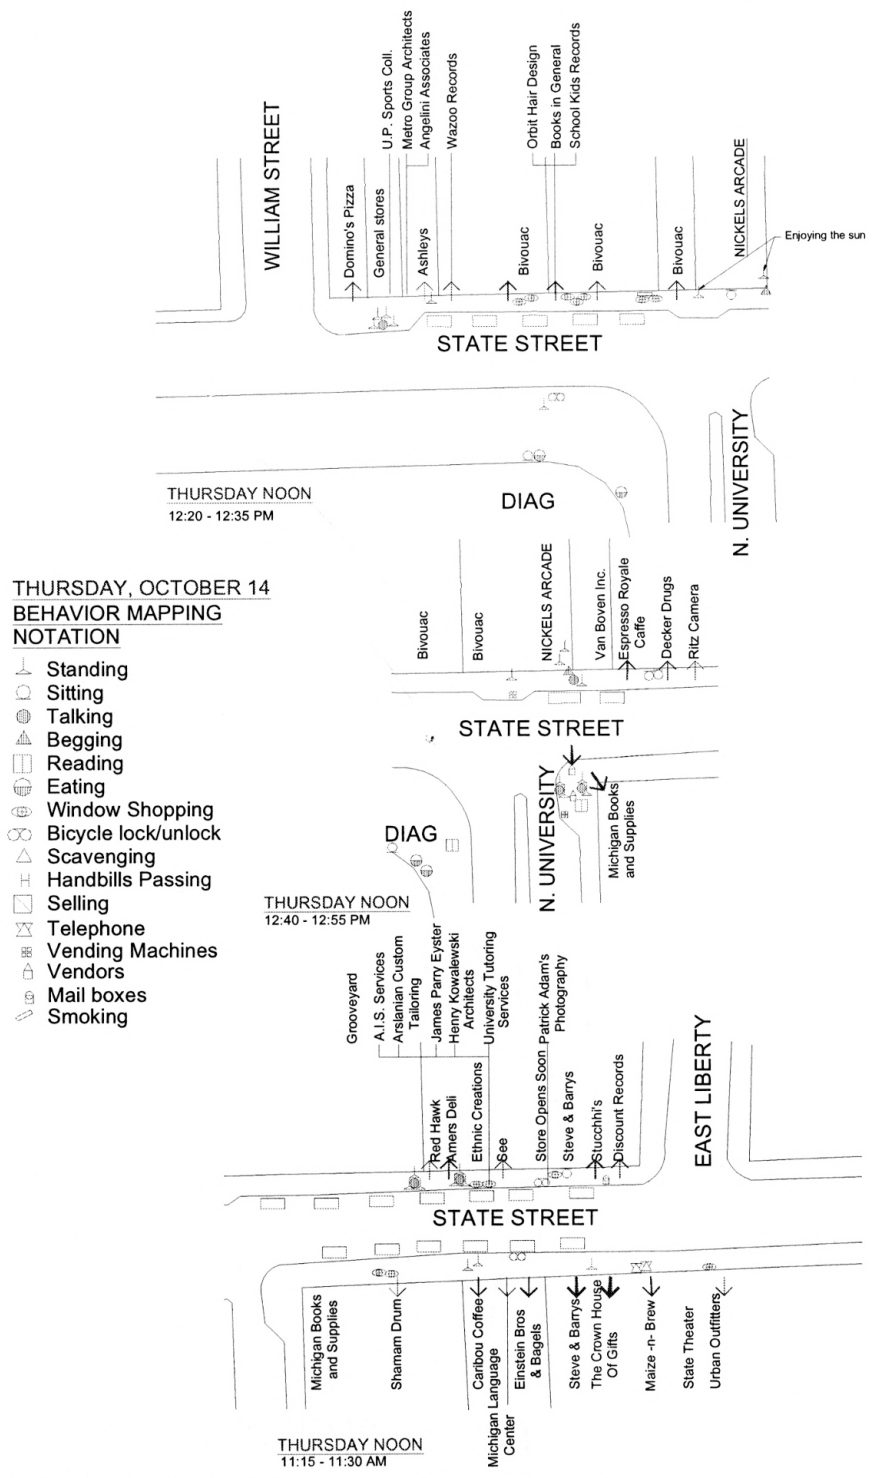 WILLIAM STREET
Domino's Pizza
General stores
U.P. Sports Coll.
Metro Group Architects
Angelini Associates
Ashleys
Wazoo Records
Bivouac
Orbit Hair Design
Books in General
School Kids Records
Bivouac
Bivouac
NICKELS ARCADE
Enjoying the sun
STATE STREET
N. UNIVERSITY
THURSDAY NOON
12:20 - 12:35 PM
DIAG
THURSDAY, OCTOBER 14
BEHAVIOR MAPPING
NOTATION
Standing
Sitting
Talking
Begging
Reading
Eating
Window Shopping
Bicycle lock/unlock
Scavenging
Handbills Passing
Selling
Telephone
Vending Machines
Vendors
Mail boxes
Smoking
Bivouac
Bivouac
NICKELS ARCADE
Van Boven Inc.
Espresso Royale
Caffe
Decker Drugs
Ritz Camera
STATE STREET
DIAG
N. UNIVERSITY
Michigan Books
and Supplies
THURSDAY NOON
12:40 - 12:55 PM
Grooveyard
A.I.S. Services
Arslanian Custom
Tailoring
James Parry Eyster
Henry Kowalewski
Architects
University Tutoring
Services
Patrick Adam's
Photography
Red Hawk
Amers Deli
Ethnic Creations
See
Store Opens Soon
Steve & Barrys
Stucchhi's
Discount Records
EAST LIBERTY
STATE STREET
Michigan Books
and Supplies
Shamam Drum
Caribou Coffee
Michigan Language
Center
Einstein Bros
& Bagels
Steve & Barrys
The Crown House
Of Gifts
Maize -n- Brew
State Theater
Urban Outfitters
THURSDAY NOON
11:15 - 11:30 AM